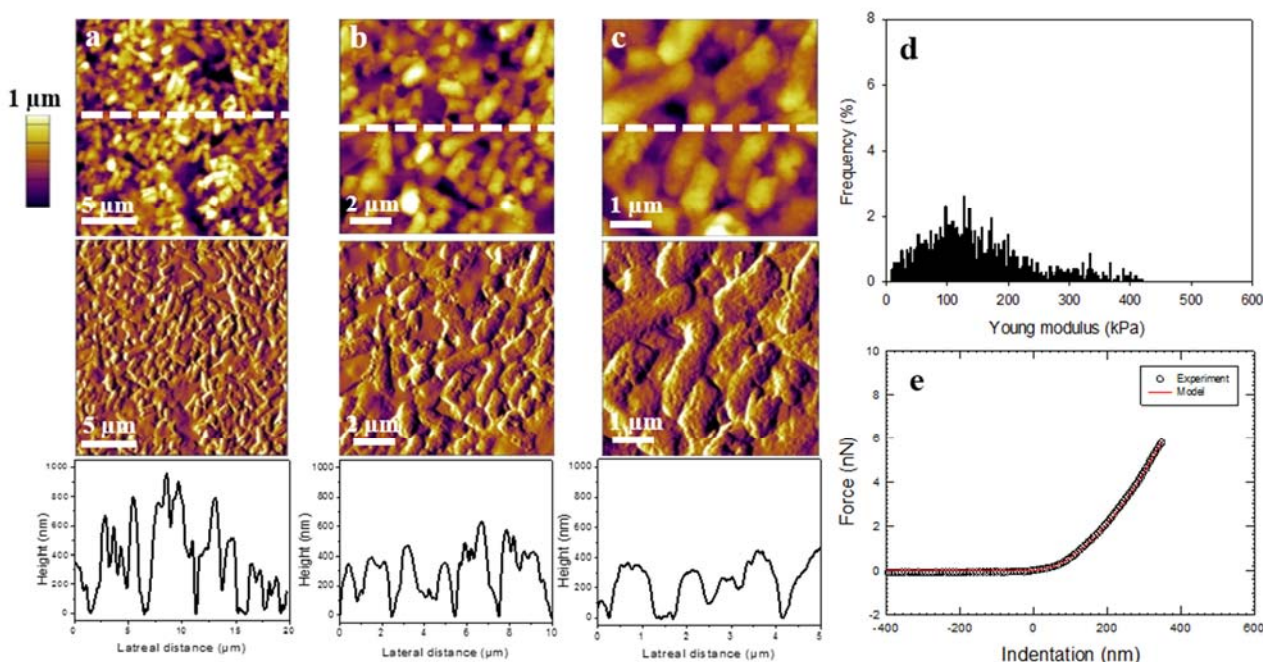 1 µm
a
5 µm
b
2 µm
c
1 µm
5 µm
2 µm
1 µm
1000
800
600
400
200
0
Height (nm)
0 5 10 15 20
Latreal distance (µm)
1000
800
600
400
200
0
Height (nm)
0 2 4 6 8 10
Lateral distance (µm)
1000
800
600
400
200
0
Height (nm)
0 1 2 3 4 5
Latreal distance (µm)
d
8
6
4
2
0
Frequency (%)
0 100 200 300 400 500 600
Young modulus (kPa)
e
Experiment
Model
10
8
6
4
2
0
-2
Force (nN)
-400 -200 0 200 400 600
Indentation (nm)